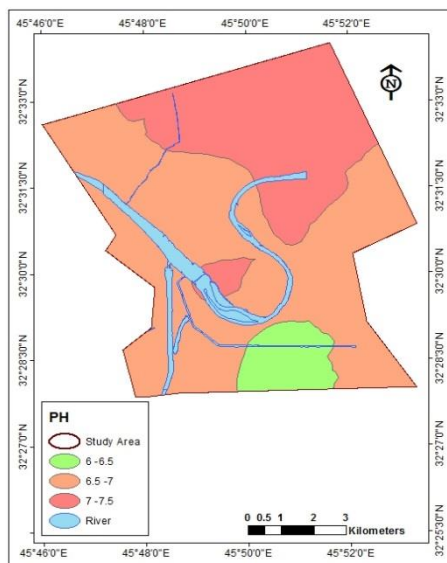 45°46'0"E 45°48'0"E 45°50'0"E 45°52'0"E
N
32°33'0"N 32°33'0"N
32°31'30"N 32°31'30"N
32°30'0"N 32°30'0"N
32°28'30"N 32°28'30"N
32°27'0"N 32°27'0"N
32°25'30"N
PH
Study Area
6 -6.5
6.5 -7
7 -7.5
River
0 0.5 1 2 3
Kilometers
45°46'0"E 45°48'0"E 45°50'0"E 45°52'0"E